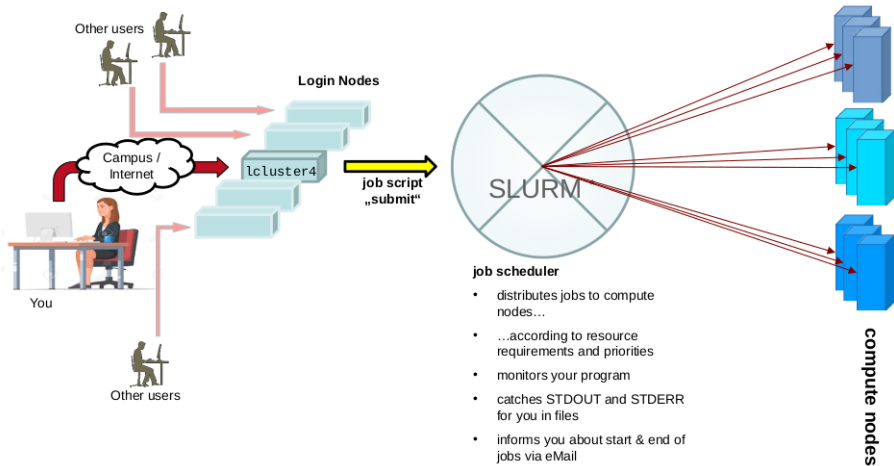 Other users
Login Nodes
Campus /
Internet
lcluster4
job script
„submit“
SLURM
You
Other users
job scheduler
• distributes jobs to compute
nodes…
• …according to resource
requirements and priorities
• monitors your program
• catches STDOUT and STDERR
for you in files
• informs you about start & end of
jobs via eMail
compute nodes